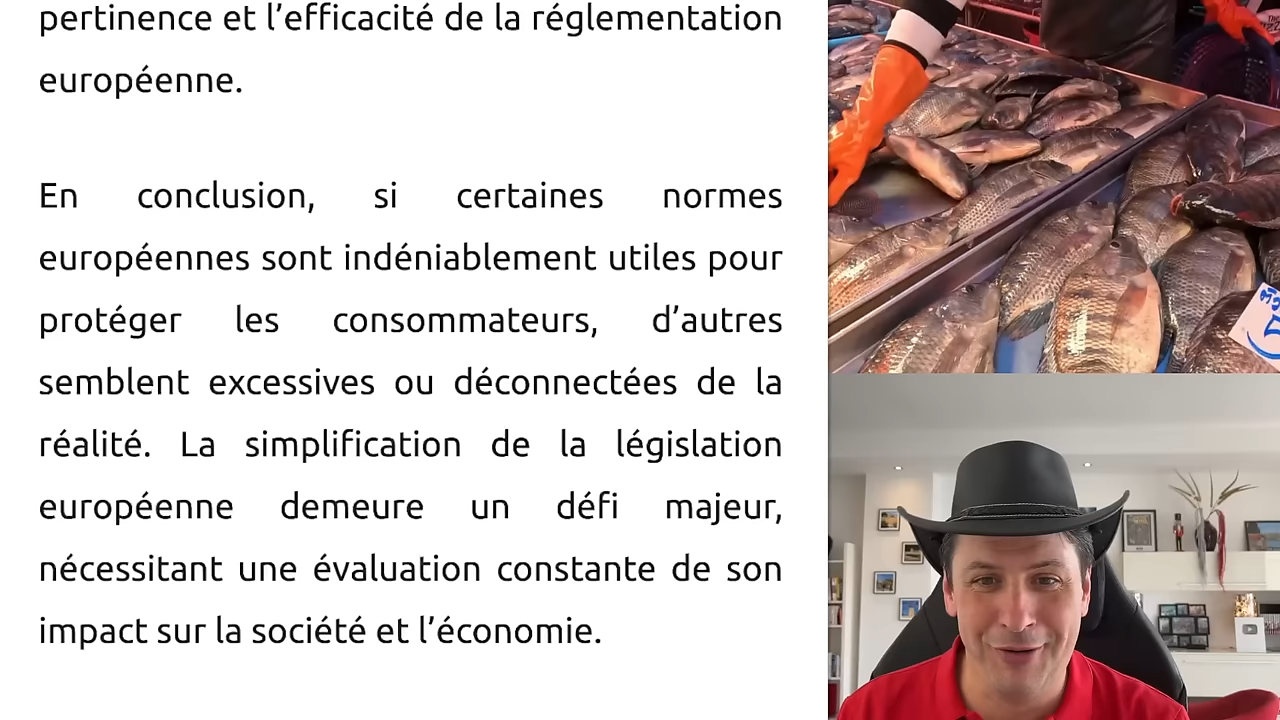 pertinence et l’efficacité de la réglementation
européenne.
En conclusion, si certaines normes
européennes sont indéniablement utiles pour
protéger les consommateurs, d’autres
semblent excessives ou déconnectées de la
réalité. La simplification de la législation
européenne demeure un défi majeur,
nécessitant une évaluation constante de son
impact sur la société et l’économie.